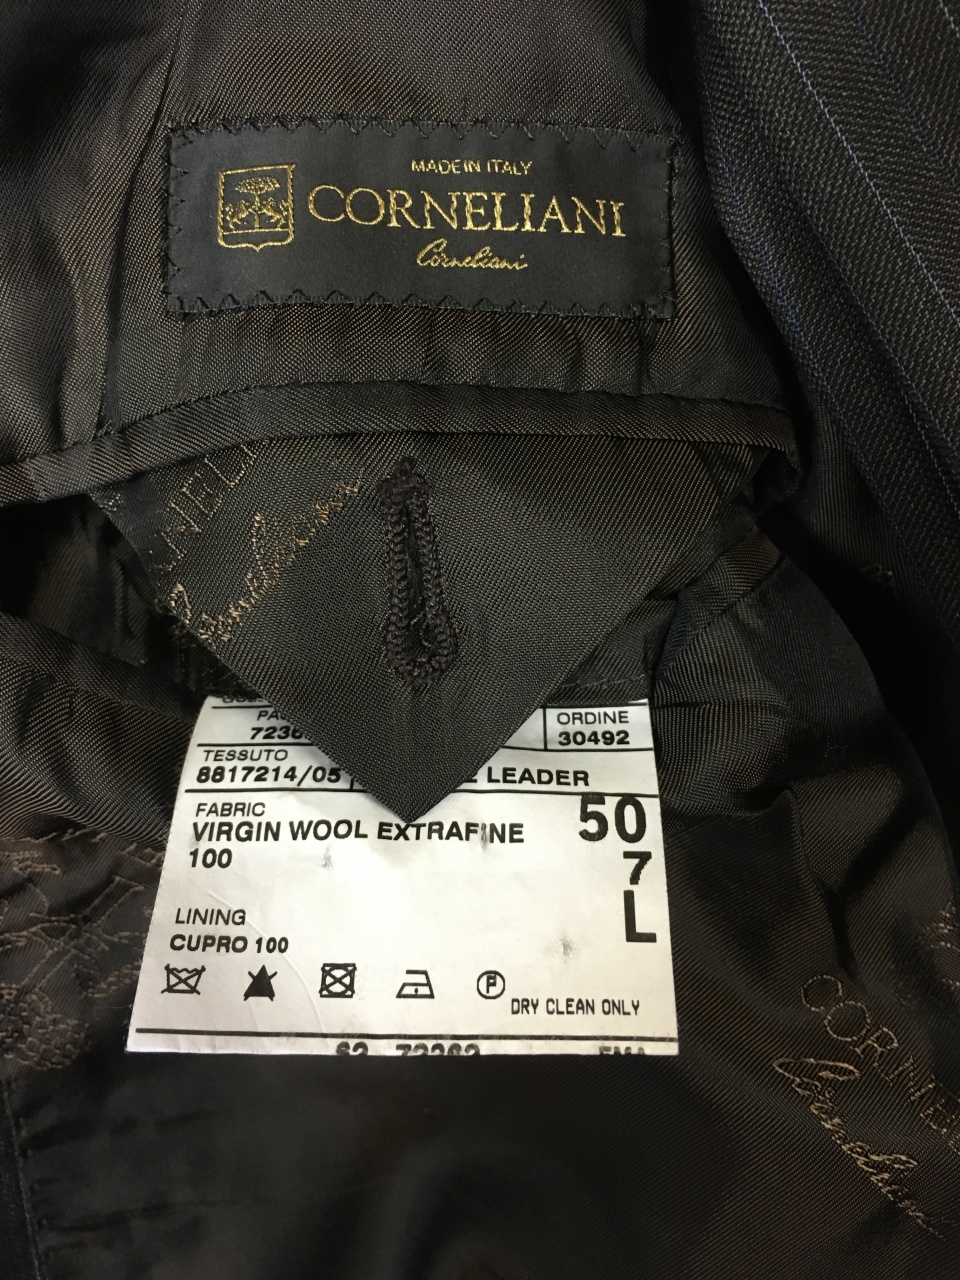 MADE IN ITALY
CORNELIANI
Corneliani
ORDINE
30492
TESSUTO
8817214/05 LEADER
FABRIC
VIRGIN WOOL EXTRAFINE
100
50
7
L
LINING
CUPRO 100
P
DRY CLEAN ONLY
Corneliani